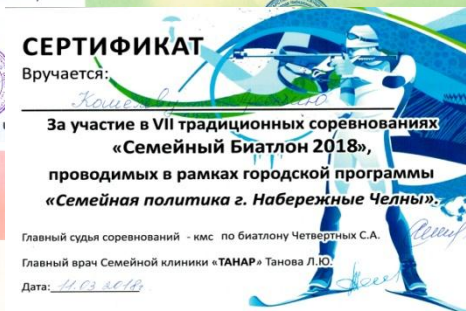 СЕРТИФИКАТ
Вручается:
За участие в VII традиционных соревнованиях
«Семейный Биатлон 2018»,
проводимых в рамках городской программы
«Семейная политика г. Набережные Челны».
Главный судья соревнований - кмс по биатлону Четвертных С.А.
Главный врач Семейной клиники «ТАНАР» Танова Л.Ю.
Дата: 11.03.2018г.